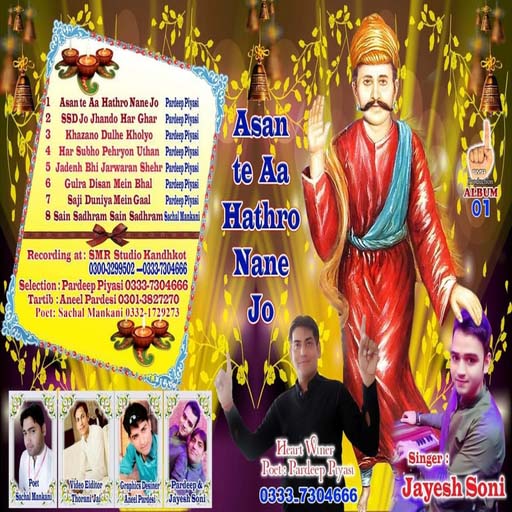 1 Asan te Aa Hathro Nane Jo Pardeep Piyasi
2 SSD Jo Jhando Har Ghar Pardeep Piyasi
3 Khazano Dulhe Kholyo Pardeep Piyasi
4 Har Subho Pehryon Uthan Pardeep Piyasi
5 Jadenh Bhi Jarwaran Shehr Pardeep Piyasi
6 Gulra Disan Mein Bhal Pardeep Piyasi
7 Saji Duniya Mein Gaal Pardeep Piyasi
8 Sain Sadhram Sain Sadhram Sachal Mankani
Recording at: SMR Studio Kandhkot
0300-3299502 -0333-7304666
Selection: Pardeep Piyasi 0333-7304666
Tartib: Aneel Pardesi 0301-3827270
Poet: Sachal Mankani 0332-1729273
Poet
Sachal Mankani
Video Eiditor
Thorani Jai
Graphics Desiner
Aneel Pardesi
Pardeep &
Jayesh Soni
Asan
te Aa
Hathro
Nane
Jo
ALBUM
01
Heart Winer
Poet: Pardeep Piyasi
0333.7304666
Singer :
Jayesh Soni